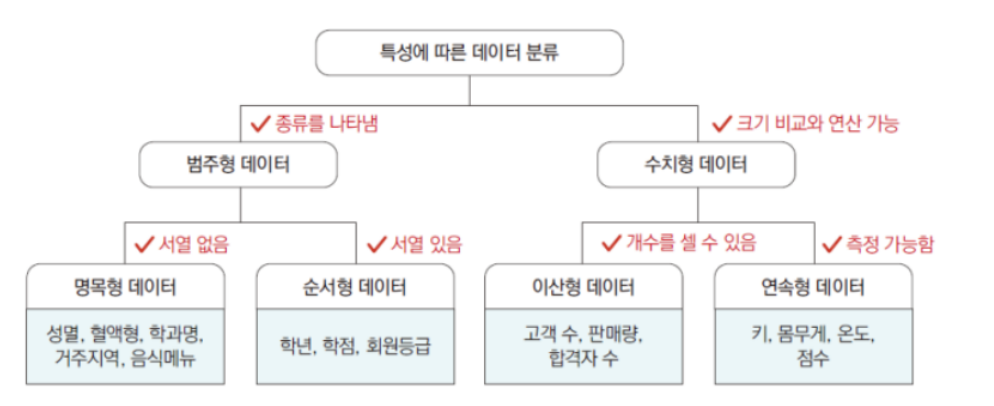 특성에 따른 데이터 분류
종류를 나타냄
크기 비교와 연산 가능
범주형 데이터
수치형 데이터
서열 없음
서열 있음
개수를 셀 수 있음
측정 가능함
명목형 데이터
순서형 데이터
이산형 데이터
연속형 데이터
성멸, 혈액형, 학과명,
거주지역, 음식메뉴
학년, 학점, 회원등급
고객 수, 판매량,
합격자 수
키, 몸무게, 온도,
점수